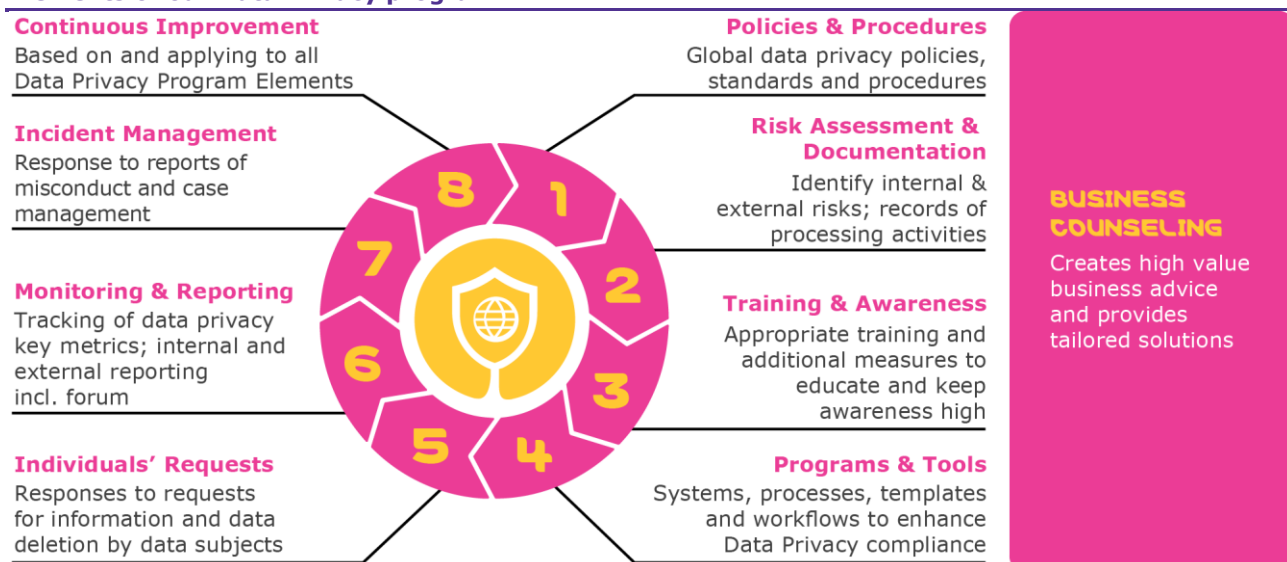 Continuous Improvement
Based on and applying to all
Data Privacy Program Elements
Incident Management
Response to reports of
misconduct and case
management
Monitoring & Reporting
Tracking of data privacy
key metrics; internal and
external reporting
incl. forum
Individuals’ Requests
Responses to requests
for information and data
deletion by data subjects
8
1
7
2
6
3
5
4
Policies & Procedures
Global data privacy policies,
standards and procedures
Risk Assessment &
Documentation
Identify internal &
external risks; records of
processing activities
Training & Awareness
Appropriate training and
additional measures to
educate and keep
awareness high
Programs & Tools
Systems, processes, templates
and workflows to enhance
Data Privacy compliance
BUSINESS
COUNSELING
Creates high value
business advice
and provides
tailored solutions